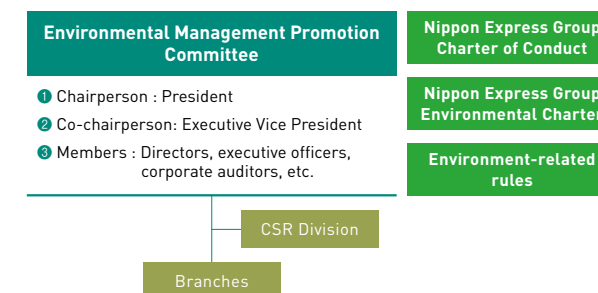 Environmental Management Promotion
Committee
❶ Chairperson : President
❷ Co-chairperson: Executive Vice President
❸ Members : Directors, executive officers,
corporate auditors, etc.
CSR Division
Branches
Nippon Express Group
Charter of Conduct
Nippon Express Group
Environmental Charter
Environment-related
rules